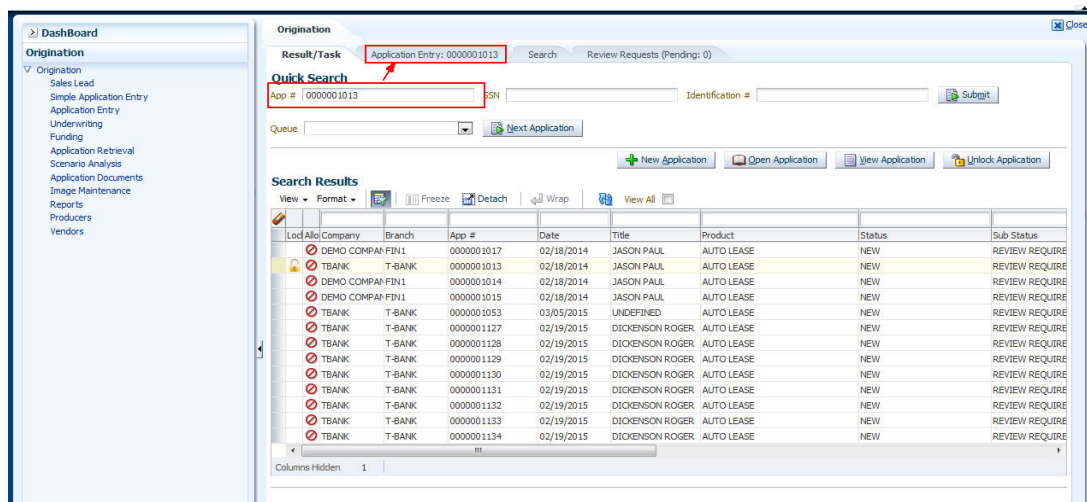 Close
DashBoard
Origination
Origination
Sales Lead
Simple Application Entry
Application Entry
Underwriting
Funding
Application Retrieval
Scenario Analysis
Application Documents
Image Maintenance
Reports
Producers
Vendors
Origination
Result/Task Application Entry: 0000001013 Search Review Requests (Pending: 0)
Quick Search
App # 0000001013 SSN Identification # Submit
Queue Next Application
New Application Open Application View Application Unlock Application
Search Results
View Format Freeze Detach Wrap View All
Loc Allo Company Branch App # Date Title Product Status Sub Status
DEMO COMPAN FIN1 0000001017 02/18/2014 JASON PAUL AUTO LEASE NEW REVIEW REQUIRE
TBANK T-BANK 0000001013 02/18/2014 JASON PAUL AUTO LEASE NEW REVIEW REQUIRE
DEMO COMPAN FIN1 0000001014 02/18/2014 JASON PAUL AUTO LEASE NEW REVIEW REQUIRE
DEMO COMPAN FIN1 0000001015 02/18/2014 JASON PAUL AUTO LEASE NEW REVIEW REQUIRE
TBANK T-BANK 0000001053 03/05/2015 UNDEFINED AUTO LEASE NEW REVIEW REQUIRE
TBANK T-BANK 0000001127 02/19/2015 DICKENSON ROGER AUTO LEASE NEW REVIEW REQUIRE
TBANK T-BANK 0000001128 02/19/2015 DICKENSON ROGER AUTO LEASE NEW REVIEW REQUIRE
TBANK T-BANK 0000001129 02/19/2015 DICKENSON ROGER AUTO LEASE NEW REVIEW REQUIRE
TBANK T-BANK 0000001130 02/19/2015 DICKENSON ROGER AUTO LEASE NEW REVIEW REQUIRE
TBANK T-BANK 0000001131 02/19/2015 DICKENSON ROGER AUTO LEASE NEW REVIEW REQUIRE
TBANK T-BANK 0000001132 02/19/2015 DICKENSON ROGER AUTO LEASE NEW REVIEW REQUIRE
TBANK T-BANK 0000001133 02/19/2015 DICKENSON ROGER AUTO LEASE NEW REVIEW REQUIRE
TBANK T-BANK 0000001134 02/19/2015 DICKENSON ROGER AUTO LEASE NEW REVIEW REQUIRE
Columns Hidden 1